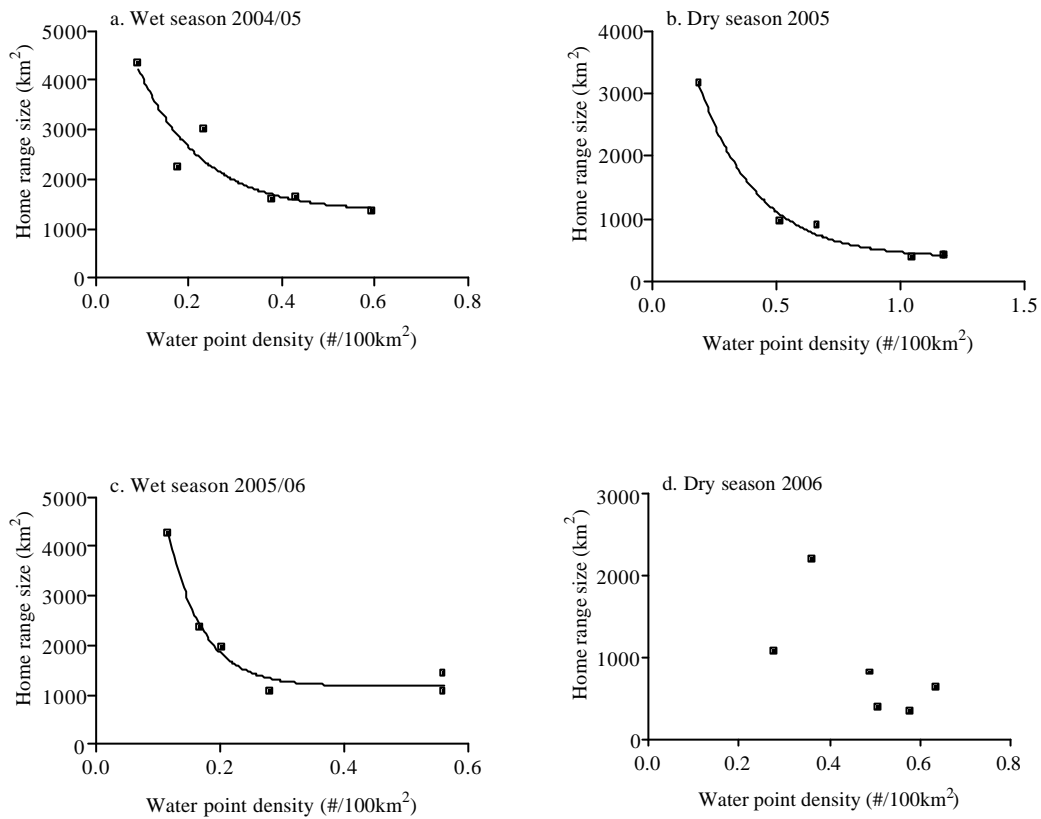 a. Wet season 2004/05
Home range size (km²)
5000
4000
3000
2000
1000
0
0.0 0.2 0.4 0.6 0.8
Water point density (#/100km²)
b. Dry season 2005
Home range size (km²)
4000
3000
2000
1000
0
0.0 0.5 1.0 1.5
Water point density (#/100km²)
c. Wet season 2005/06
Home range size (km²)
5000
4000
3000
2000
1000
0
0.0 0.2 0.4 0.6
Water point density (#/100km²)
d. Dry season 2006
Home range size (km²)
3000
2000
1000
0
0.0 0.2 0.4 0.6 0.8
Water point density (#/100km²)